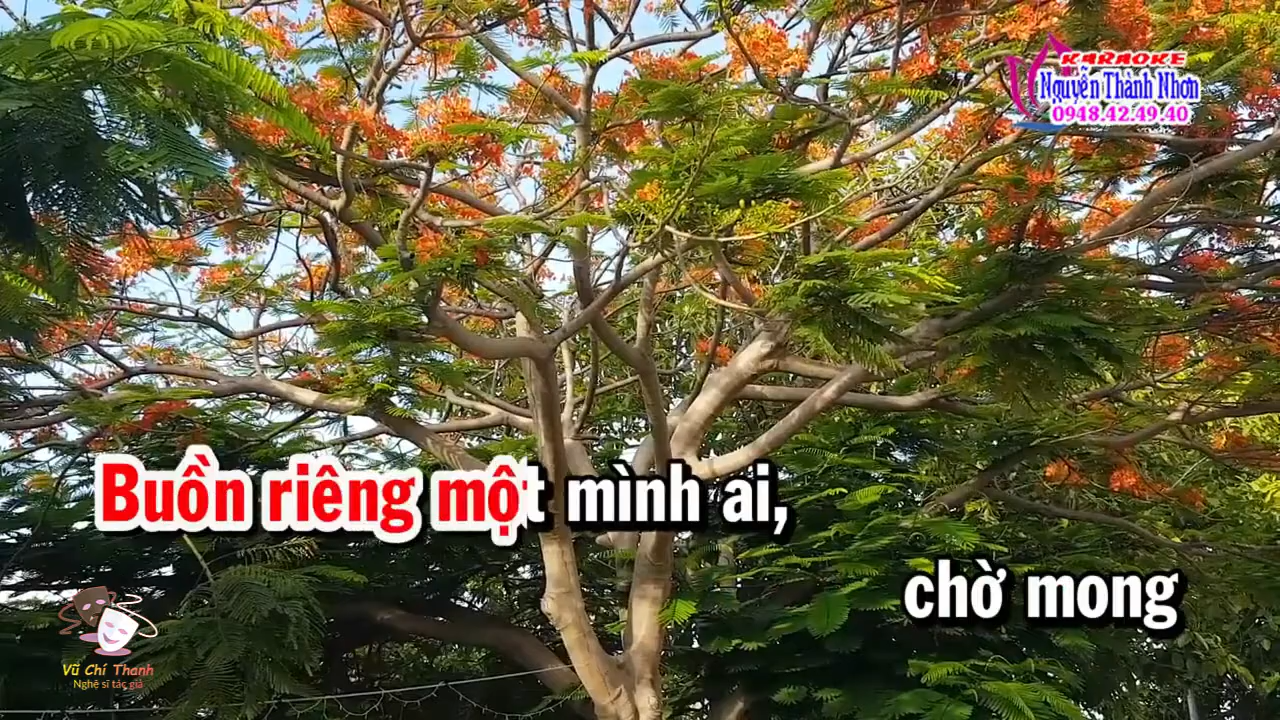 KARAOKE
Nguyễn Thành Nhơn
0948.42.49.40
Buồn riêng một mình ai,
chờ mong
Vũ Chí Thanh
Nghệ sĩ tác giả